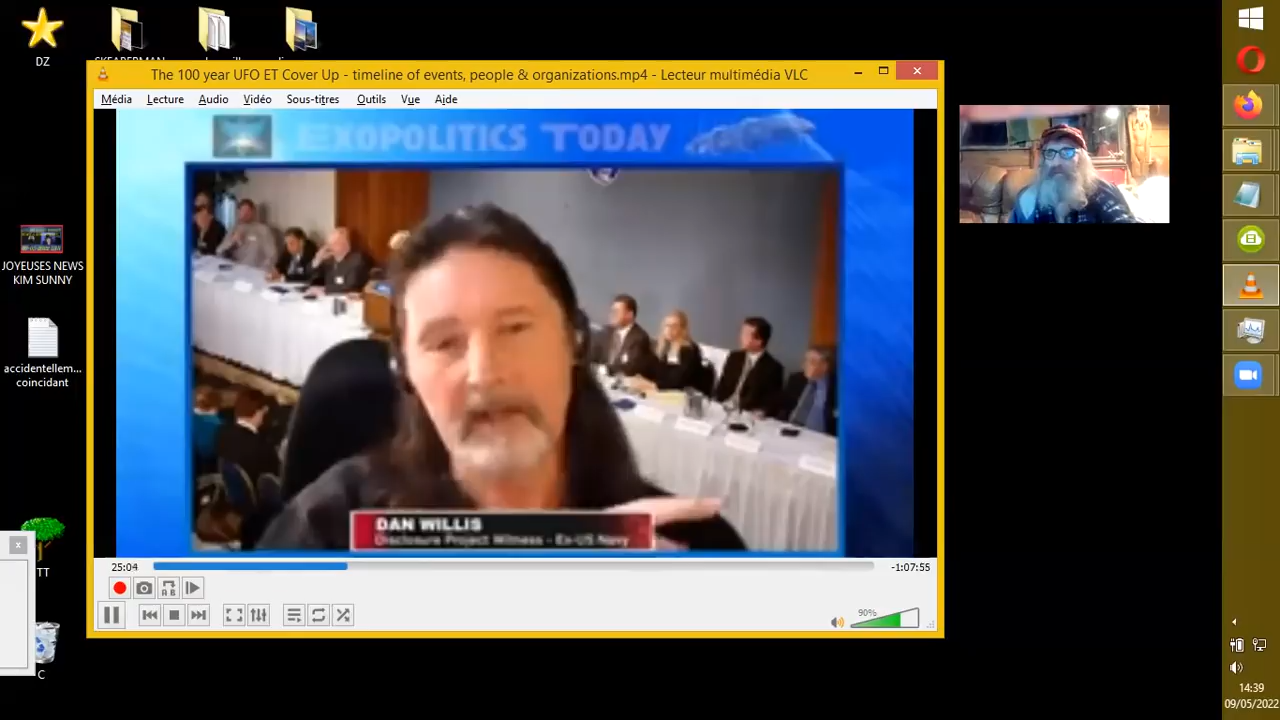 DZ
The 100 year UFO ET Cover Up - timeline of events, people & organizations.mp4 - Lecteur multimédia VLC
Média Lecture Audio Vidéo Sous-titres Outils Vue Aide
EXOPOLITICS TODAY
JOYEUSES NEWS
KIM SUNNY
accidentellem...
coincidant
DAN WILLIS
Disclosure Project Witness - Ex-US Navy
25:04
-1:07:55
90%
x
TT
C
14:39
09/05/2022